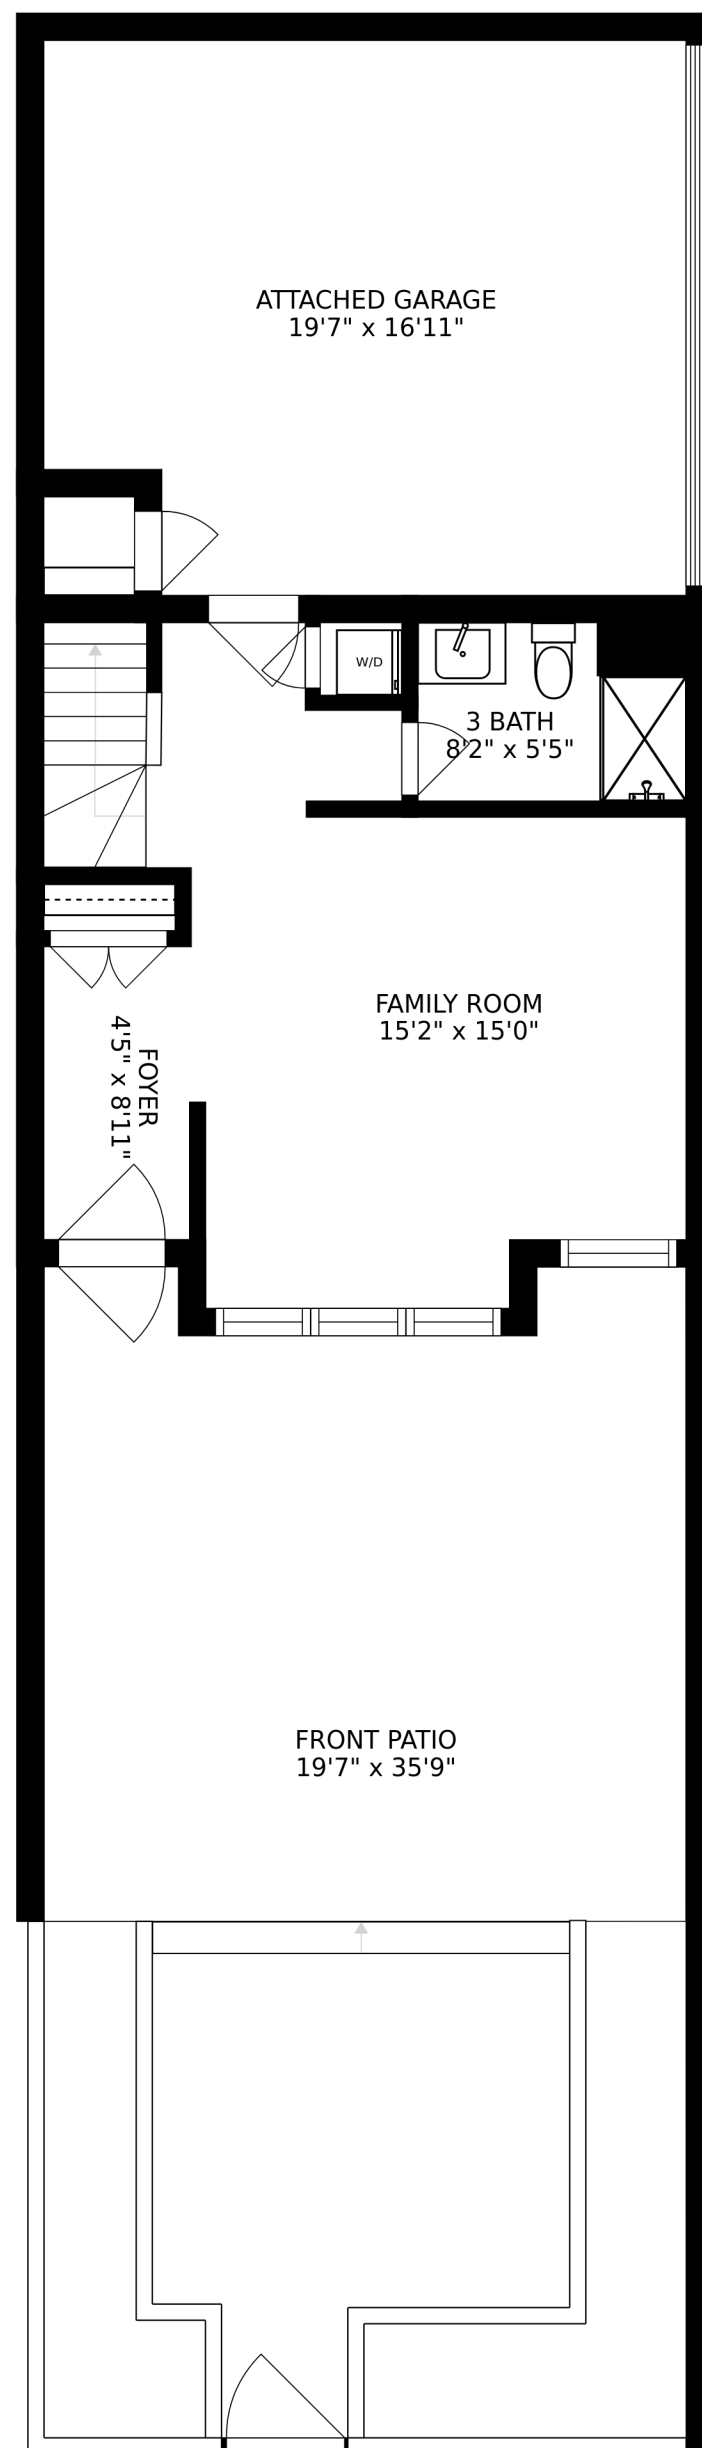 ATTACHED GARAGE
19'7" x 16'11"
W/D
3 BATH
8'2" x 5'5"
FAMILY ROOM
15'2" x 15'0"
FOYER
4'5" x 8'11"
FRONT PATIO
19'7" x 35'9"